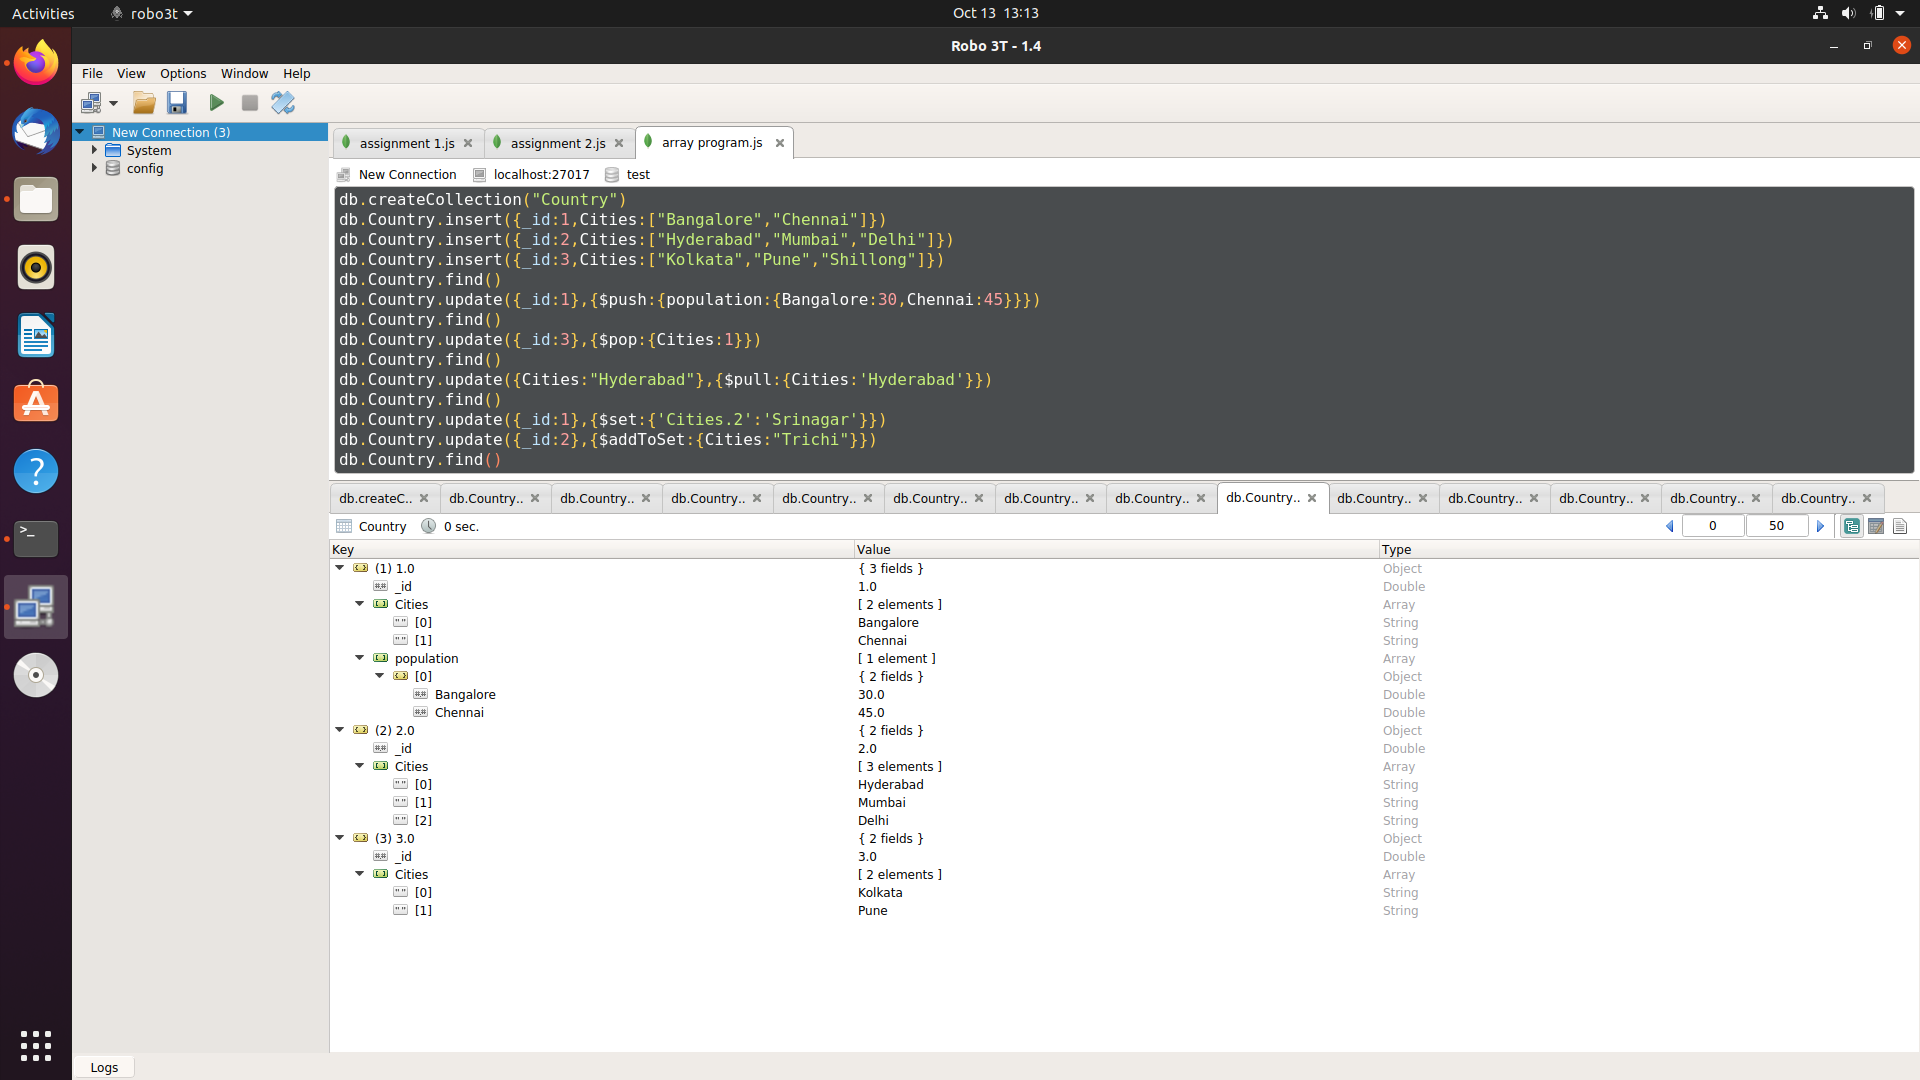 Activities robo3t Oct 13 13:13
Robo 3T - 1.4
File View Options Window Help
New Connection (3)
System
config
assignment 1.js assignment 2.js array program.js
New Connection localhost:27017 test
db.createCollection("Country")
db.Country.insert({_id:1,Cities:["Bangalore","Chennai"]})
db.Country.insert({_id:2,Cities:["Hyderabad","Mumbai","Delhi"]})
db.Country.insert({_id:3,Cities:["Kolkata","Pune","Shillong"]})
db.Country.find()
db.Country.update({_id:1},{$push:{population:{Bangalore:30,Chennai:45}}})
db.Country.find()
db.Country.update({_id:3},{$pop:{Cities:1}})
db.Country.find()
db.Country.update({Cities:"Hyderabad"},{$pull:{Cities:'Hyderabad'}})
db.Country.find()
db.Country.update({_id:1},{$set:{'Cities.2':'Srinagar'}})
db.Country.update({_id:2},{$addToSet:{Cities:"Trichi"}})
db.Country.find()
db.createC.. db.Country.. db.Country.. db.Country.. db.Country.. db.Country.. db.Country.. db.Country.. db.Country.. db.Country.. db.Country.. db.Country.. db.Country.. db.Country..
Country 0 sec. 0 50
Key Value Type
(1) 1.0 { 3 fields } Object
_id 1.0 Double
Cities [ 2 elements ] Array
[0] Bangalore String
[1] Chennai String
population [ 1 element ] Array
[0] { 2 fields } Object
Bangalore 30.0 Double
Chennai 45.0 Double
(2) 2.0 { 2 fields } Object
_id 2.0 Double
Cities [ 3 elements ] Array
[0] Hyderabad String
[1] Mumbai String
[2] Delhi String
(3) 3.0 { 2 fields } Object
_id 3.0 Double
Cities [ 2 elements ] Array
[0] Kolkata String
[1] Pune String
Logs